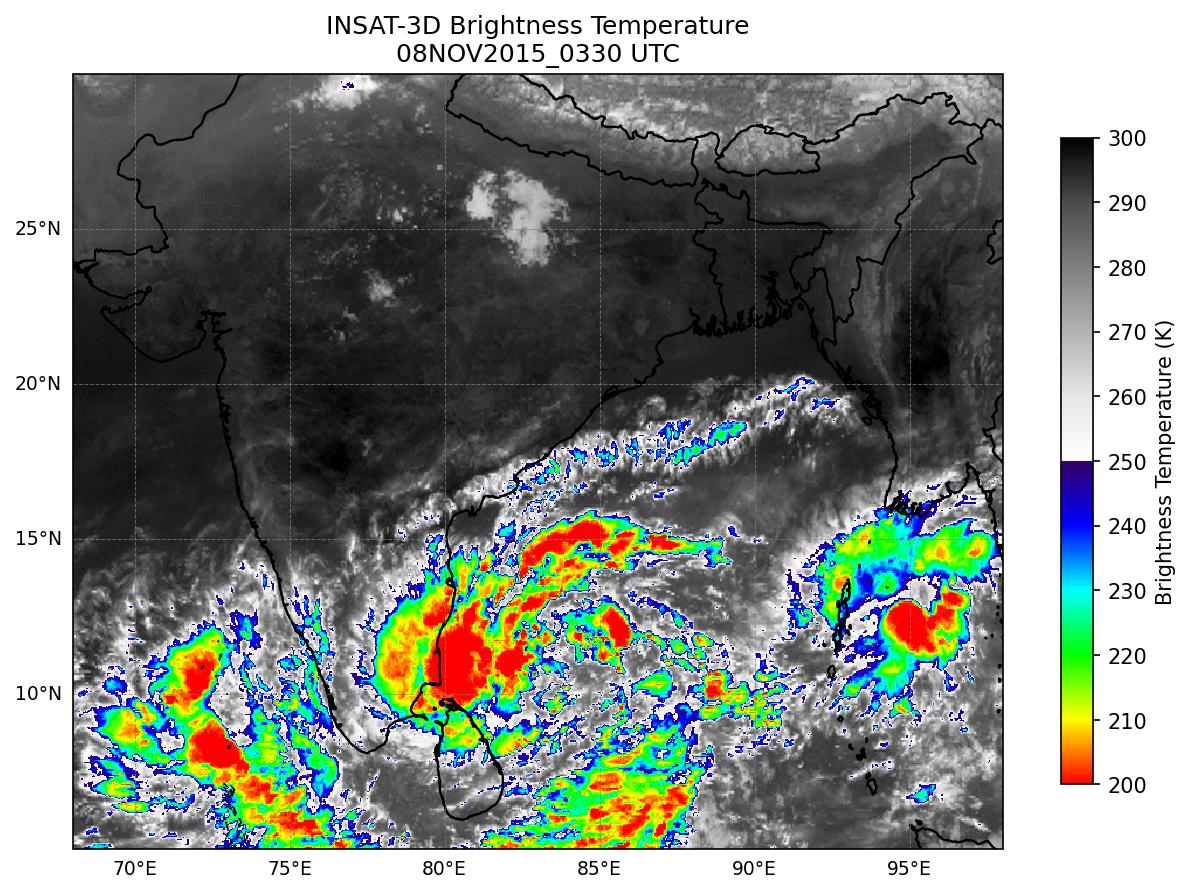 INSAT-3D Brightness Temperature
08NOV2015_0330 UTC
25°N
20°N
15°N
10°N
70°E
75°E
80°E
85°E
90°E
95°E
300
290
280
270
260
250
240
230
220
210
200
Brightness Temperature (K)